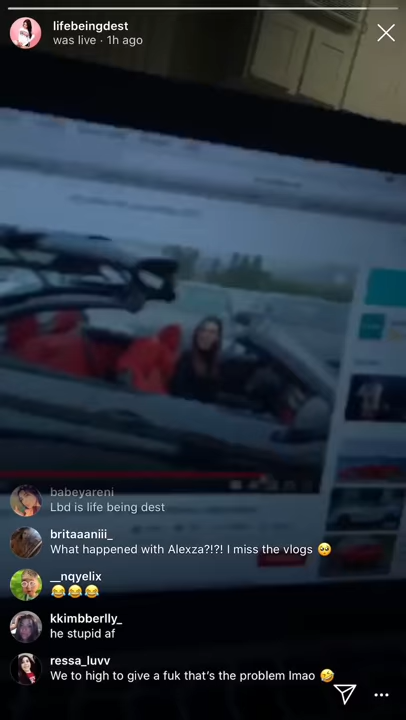 lifebeingdest
was live · 1h ago
babeyareni
Lbd is life being dest
britaaaniii_
What happened with Alexza?!?! I miss the vlogs 🥺
__nqyelix
😂😂😂
kkimbberlly_
he stupid af
ressa_luvv
We to high to give a fuk that’s the problem lmao 🤣